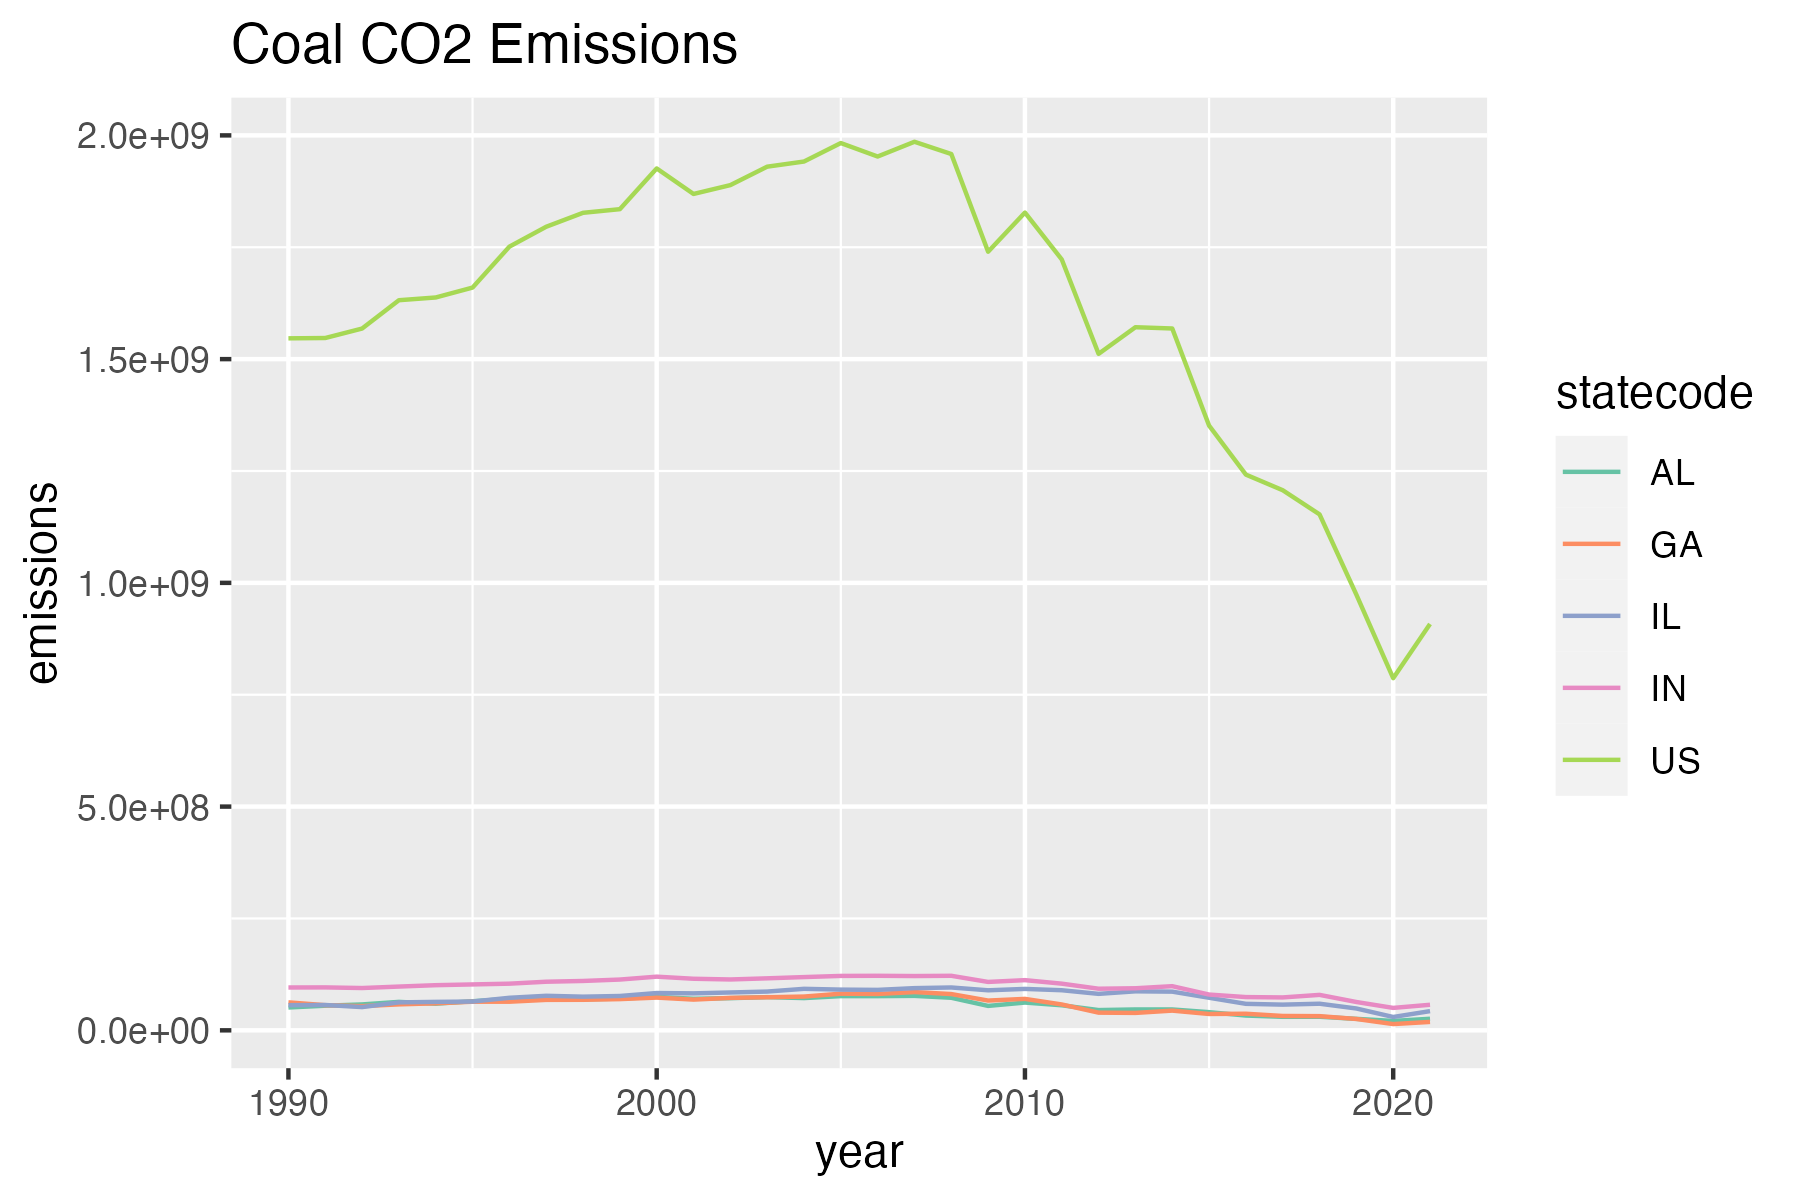 Coal CO2 Emissions
2.0e+09
1.5e+09
1.0e+09
5.0e+08
0.0e+00
emissions
1990 2000 2010 2020
year
statecode
AL
GA
IL
IN
US